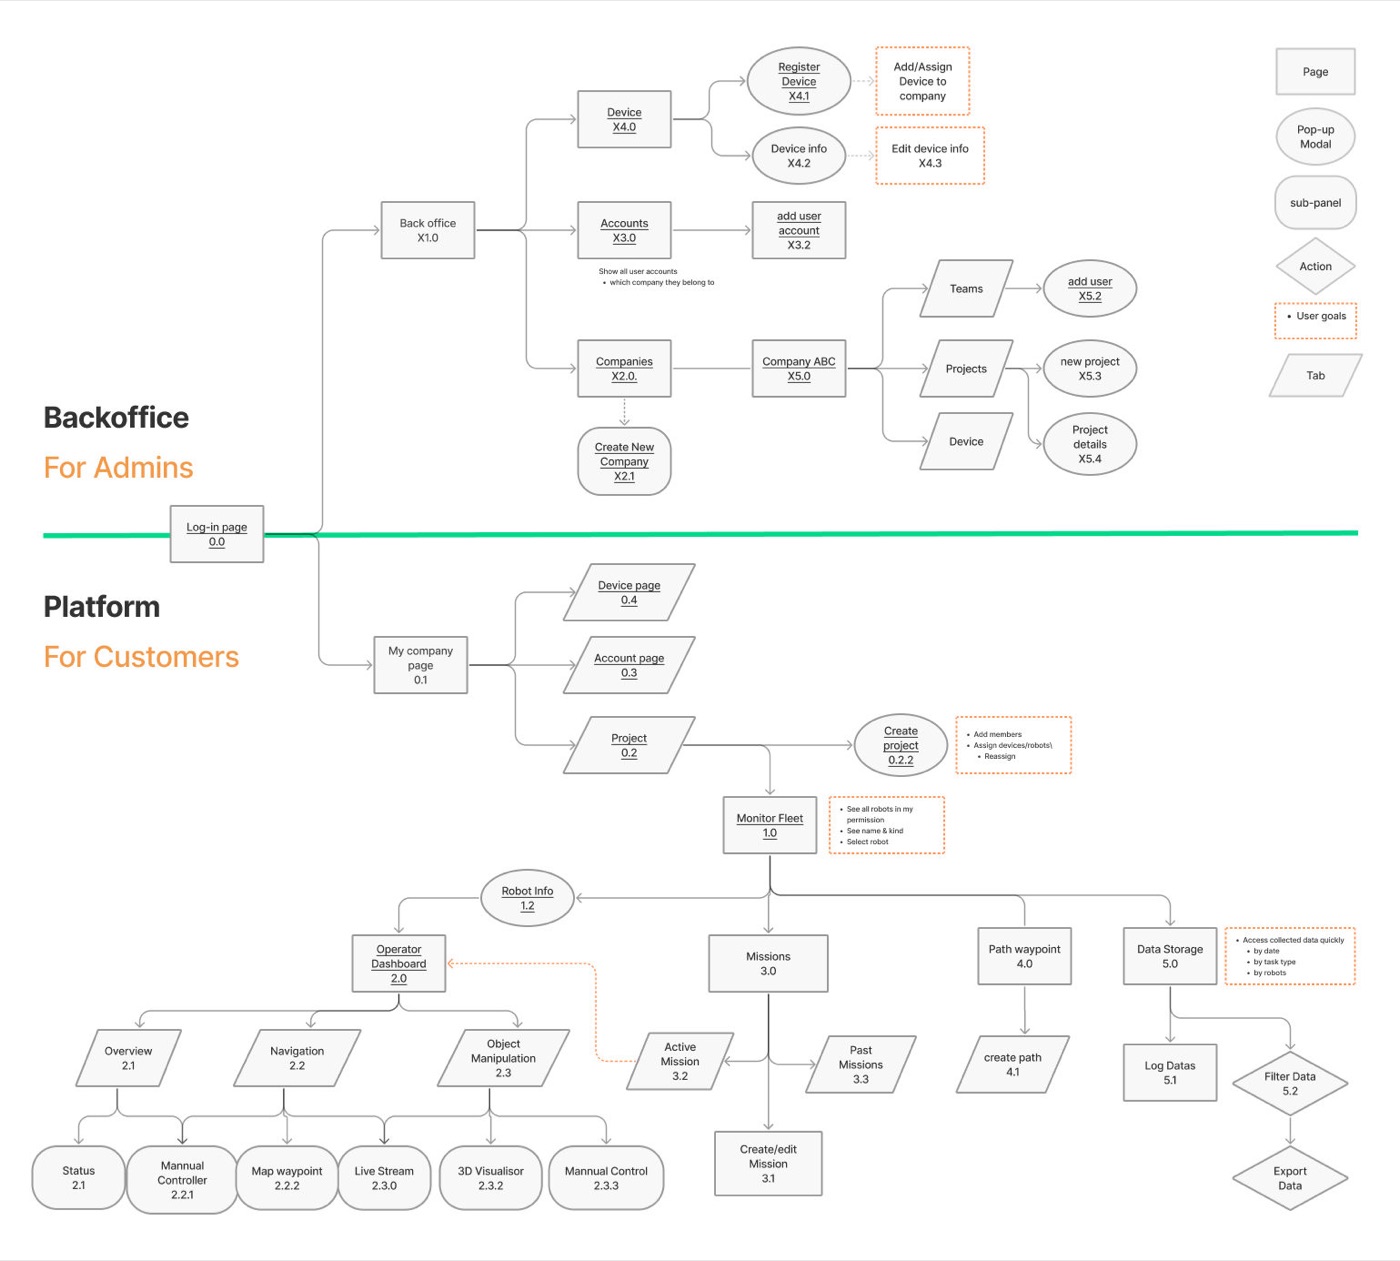 Register
Device
X4.1
Add/Assign
Device to
company
Page
Device
X4.0
Pop-up
Modal
Device info
X4.2
Edit device info
X4.3
sub-panel
Back office
X1.0
Accounts
X3.0
add user
account
X3.2
Show all user accounts
• which company they belong to
Action
Teams
add user
X5.2
• User goals
Companies
X2.0.
Company ABC
X5.0
Projects
new project
X5.3
Tab
Backoffice
For Admins
Create New
Company
X2.1
Device
Project
details
X5.4
Log-in page
0.0
Platform
For Customers
Device page
0.4
My company
page
0.1
Account page
0.3
Project
0.2
Create
project
0.2.2
• Add members
• Assign devices/robots\
• Reassign
Monitor Fleet
1.0
• See all robots in my
permission
• See name & kind
• Select robot
Robot Info
1.2
Operator
Dashboard
2.0
Missions
3.0
Path waypoint
4.0
Data Storage
5.0
• Access collected data quickly
• by date
• by task type
• by robots
Overview
2.1
Navigation
2.2
Object
Manipulation
2.3
Active
Mission
3.2
Past
Missions
3.3
create path
4.1
Log Datas
5.1
Filter Data
5.2
Status
2.1
Mannual
Controller
2.2.1
Map waypoint
2.2.2
Live Stream
2.3.0
3D Visualisor
2.3.2
Mannual Control
2.3.3
Create/edit
Mission
3.1
Export
Data